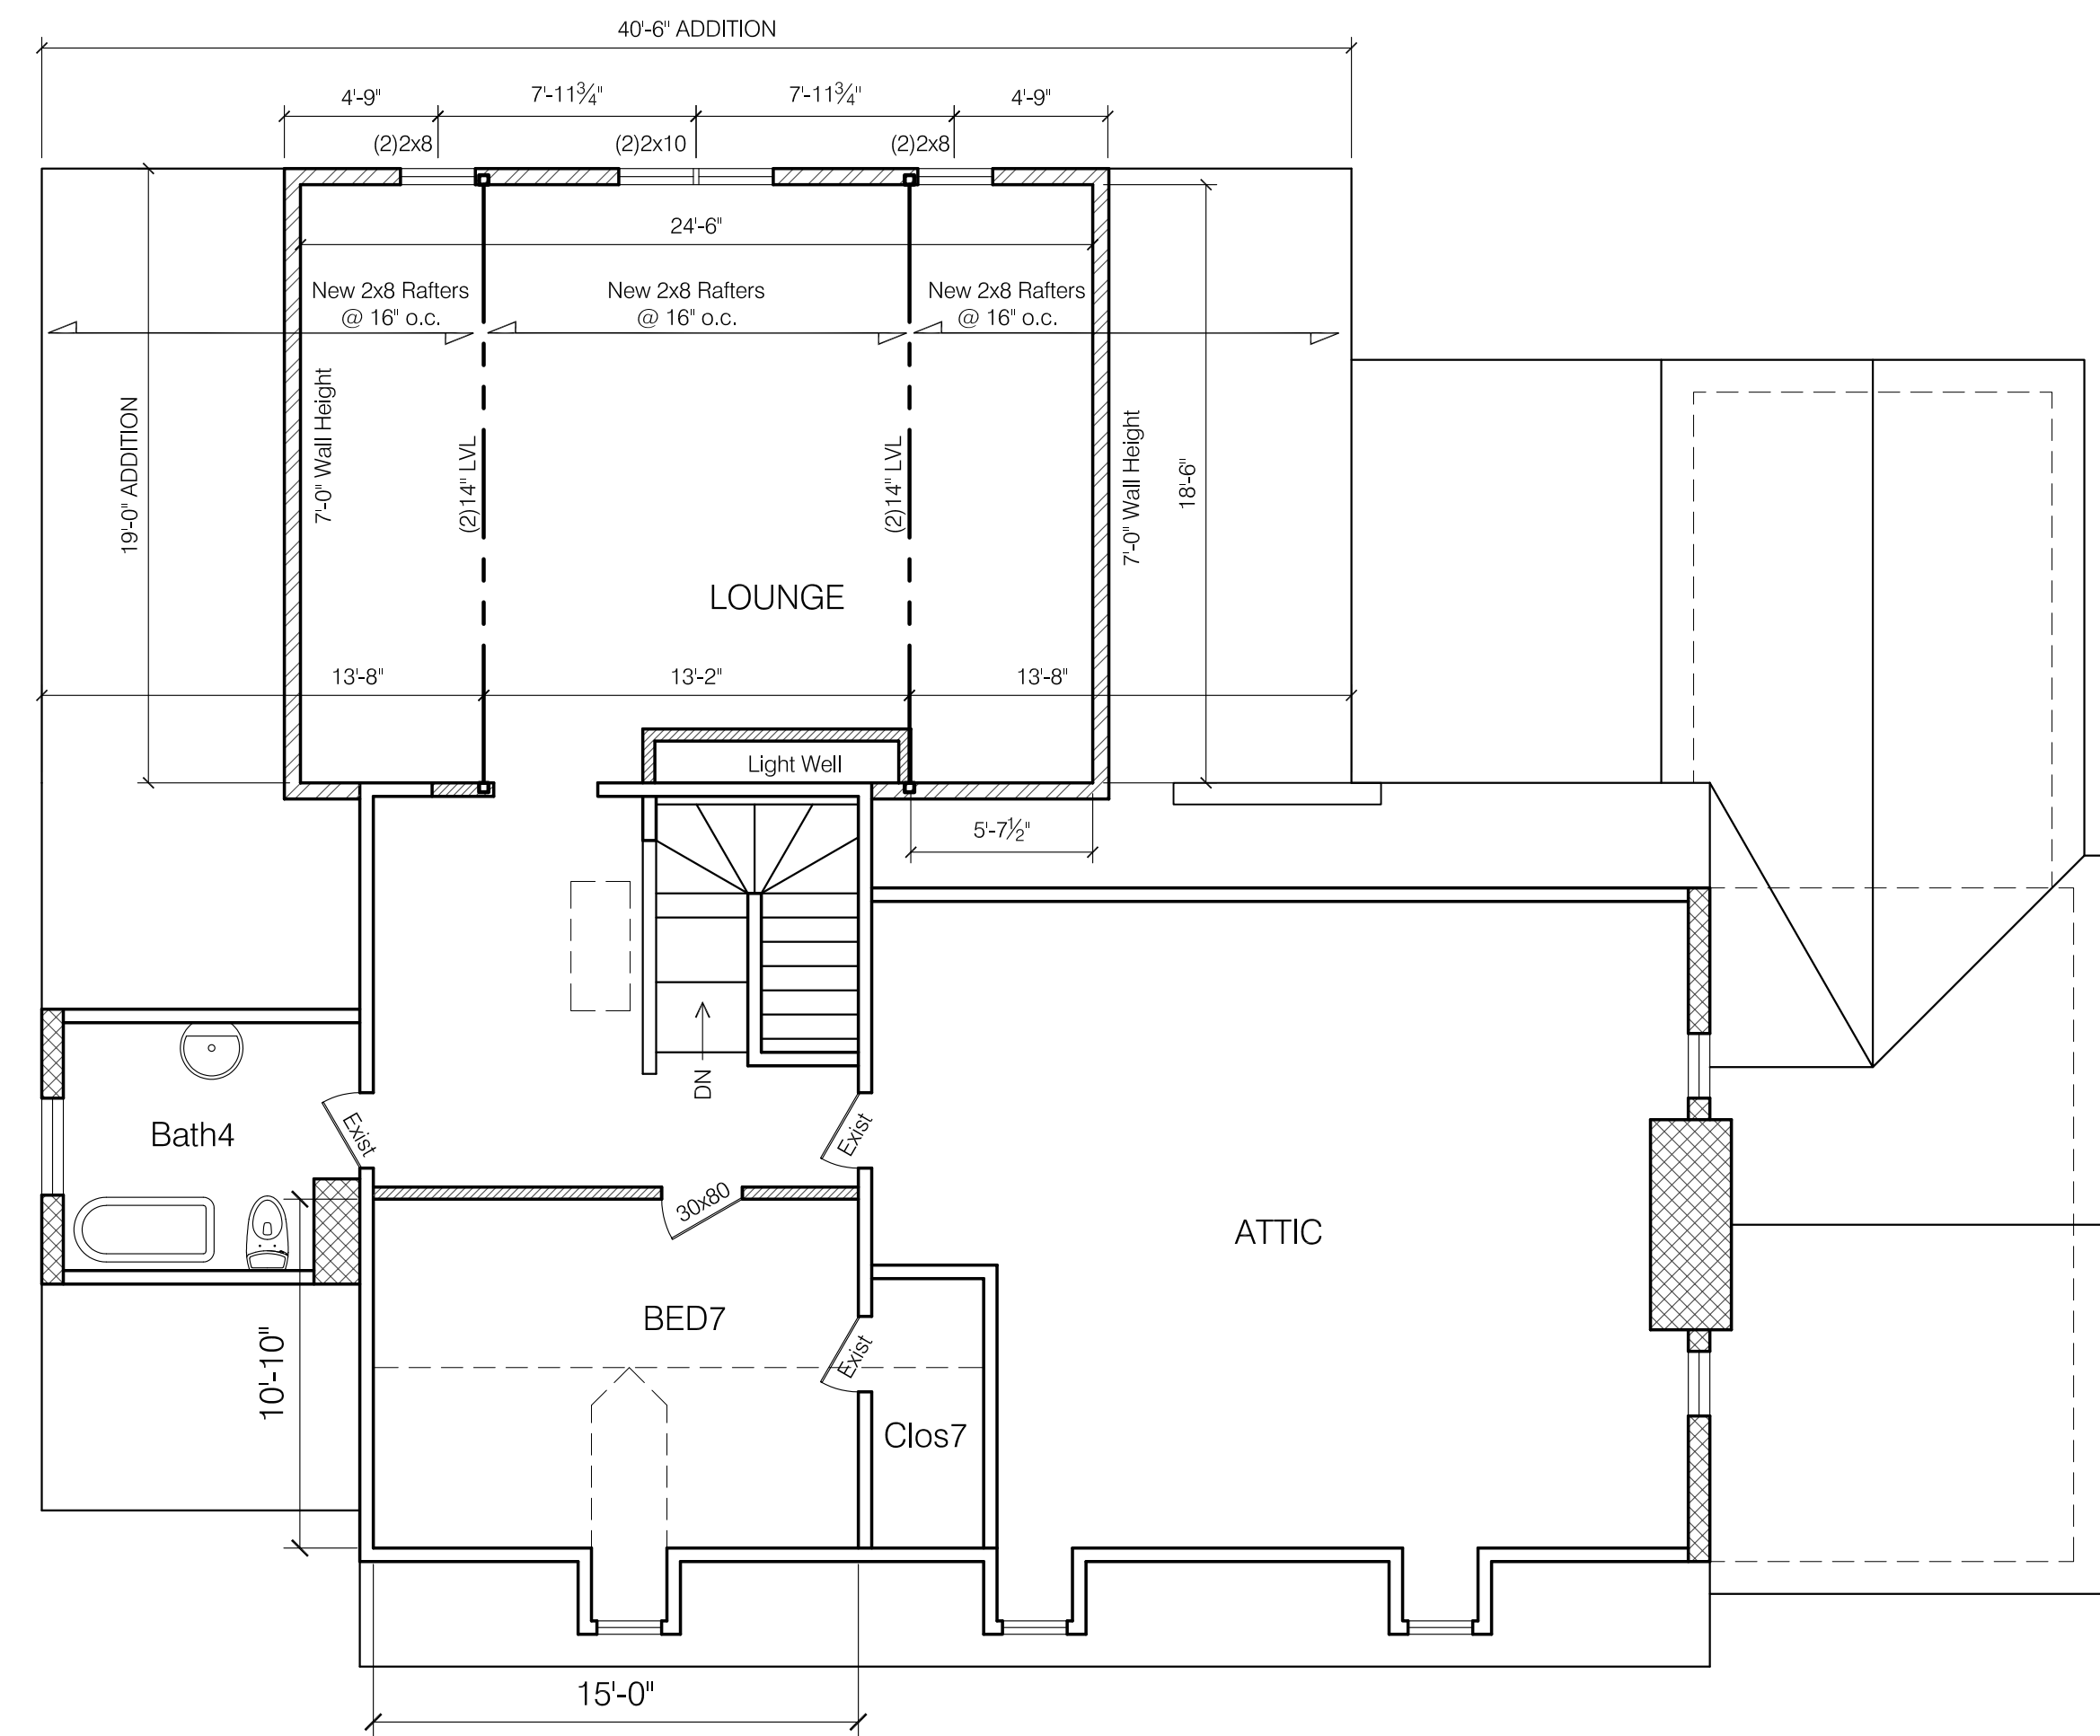 40'-6" ADDITION
4'-9"
7'-11¾"
7'-11¾"
4'-9"
(2)2x8
(2)2x10
(2)2x8
24'-6"
New 2x8 Rafters
@ 16" o.c.
New 2x8 Rafters
@ 16" o.c.
New 2x8 Rafters
@ 16" o.c.
19'-0" ADDITION
7'-0" Wall Height
(2)14" LVL
(2)14" LVL
7'-0" Wall Height
18'-6"
LOUNGE
13'-8"
13'-2"
13'-8"
Light Well
5'-7½"
DN
Bath4
Exist
Exist
30x80
ATTIC
BED7
Exist
10'-10"
Clos7
15'-0"